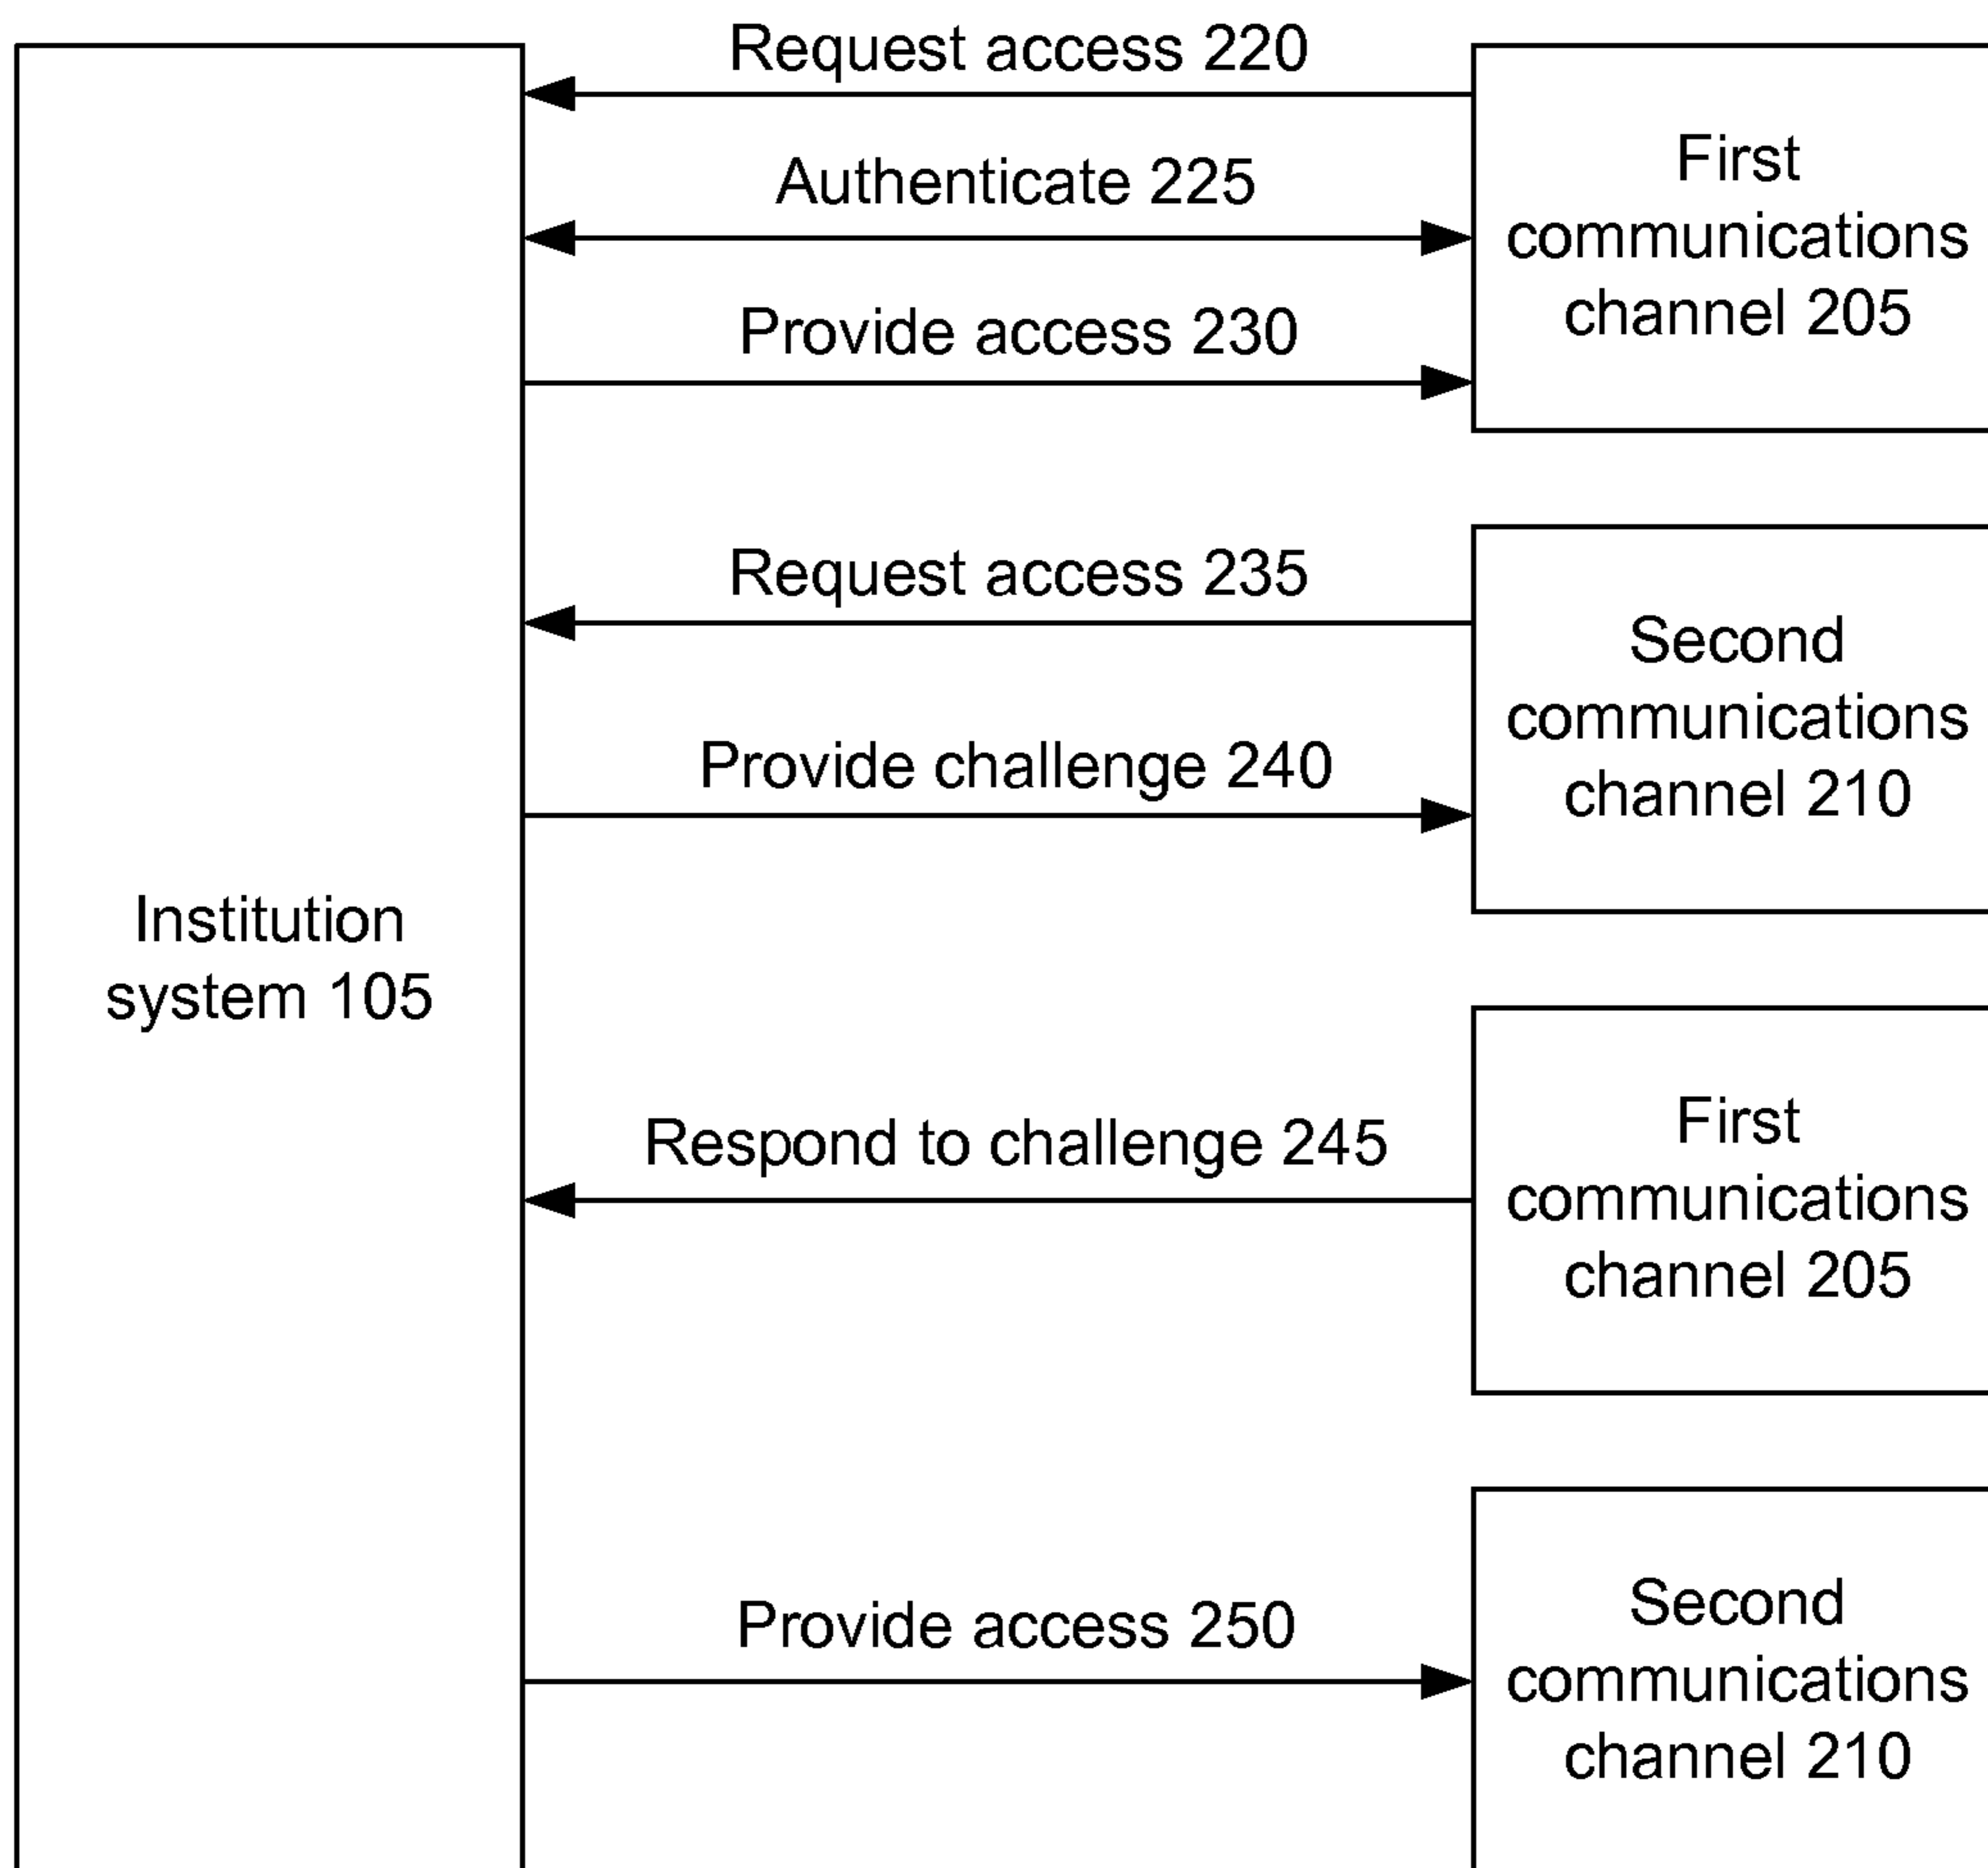 Request access 220
Authenticate 225
Provide access 230
First
communications
channel 205
Request access 235
Provide challenge 240
Second
communications
channel 210
Institution
system 105
Respond to challenge 245
First
communications
channel 205
Provide access 250
Second
communications
channel 210